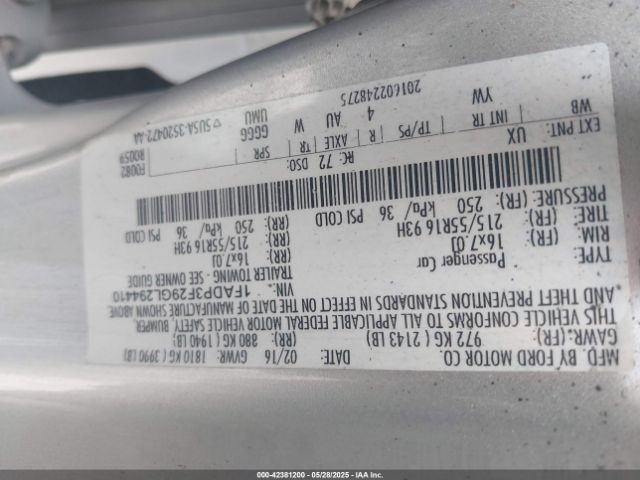 MFD. BY FORD MOTOR CO.
DATE: 02/16 GVWR: 1810 KG ( 3990 LB)
GAWR: (FR) 972 KG ( 2143 LB) 880 KG ( 1940 LB)
THIS VEHICLE CONFORMS TO ALL APPLICABLE FEDERAL MOTOR VEHICLE SAFETY, BUMPER,
AND THEFT PREVENTION STANDARDS IN EFFECT ON THE DATE OF MANUFACTURE SHOWN ABOVE.
VIN: 1FADP3F29GL294410
TYPE: Passenger Car TRAILER TOWING - SEE OWNER GUIDE
RIM: (FR) 16x7.0J (RR) 16x7.0J
TIRE: (FR) 215/55R16 93H (RR) 215/55R16 93H
PRESSURE: (FR) 250 kPa/ 36 PSI COLD (RR) 250 kPa/ 36 PSI COLD
F0082
R0059
EXT PNT: UX RC: 72 DSO:
WB INT TR TP/PS R AXLE TR SPR
YW 4 AU W GGGG
UMU
201602248275 SU5A-3520472-AA
000-42381200 05/28/2025 IAA Inc.